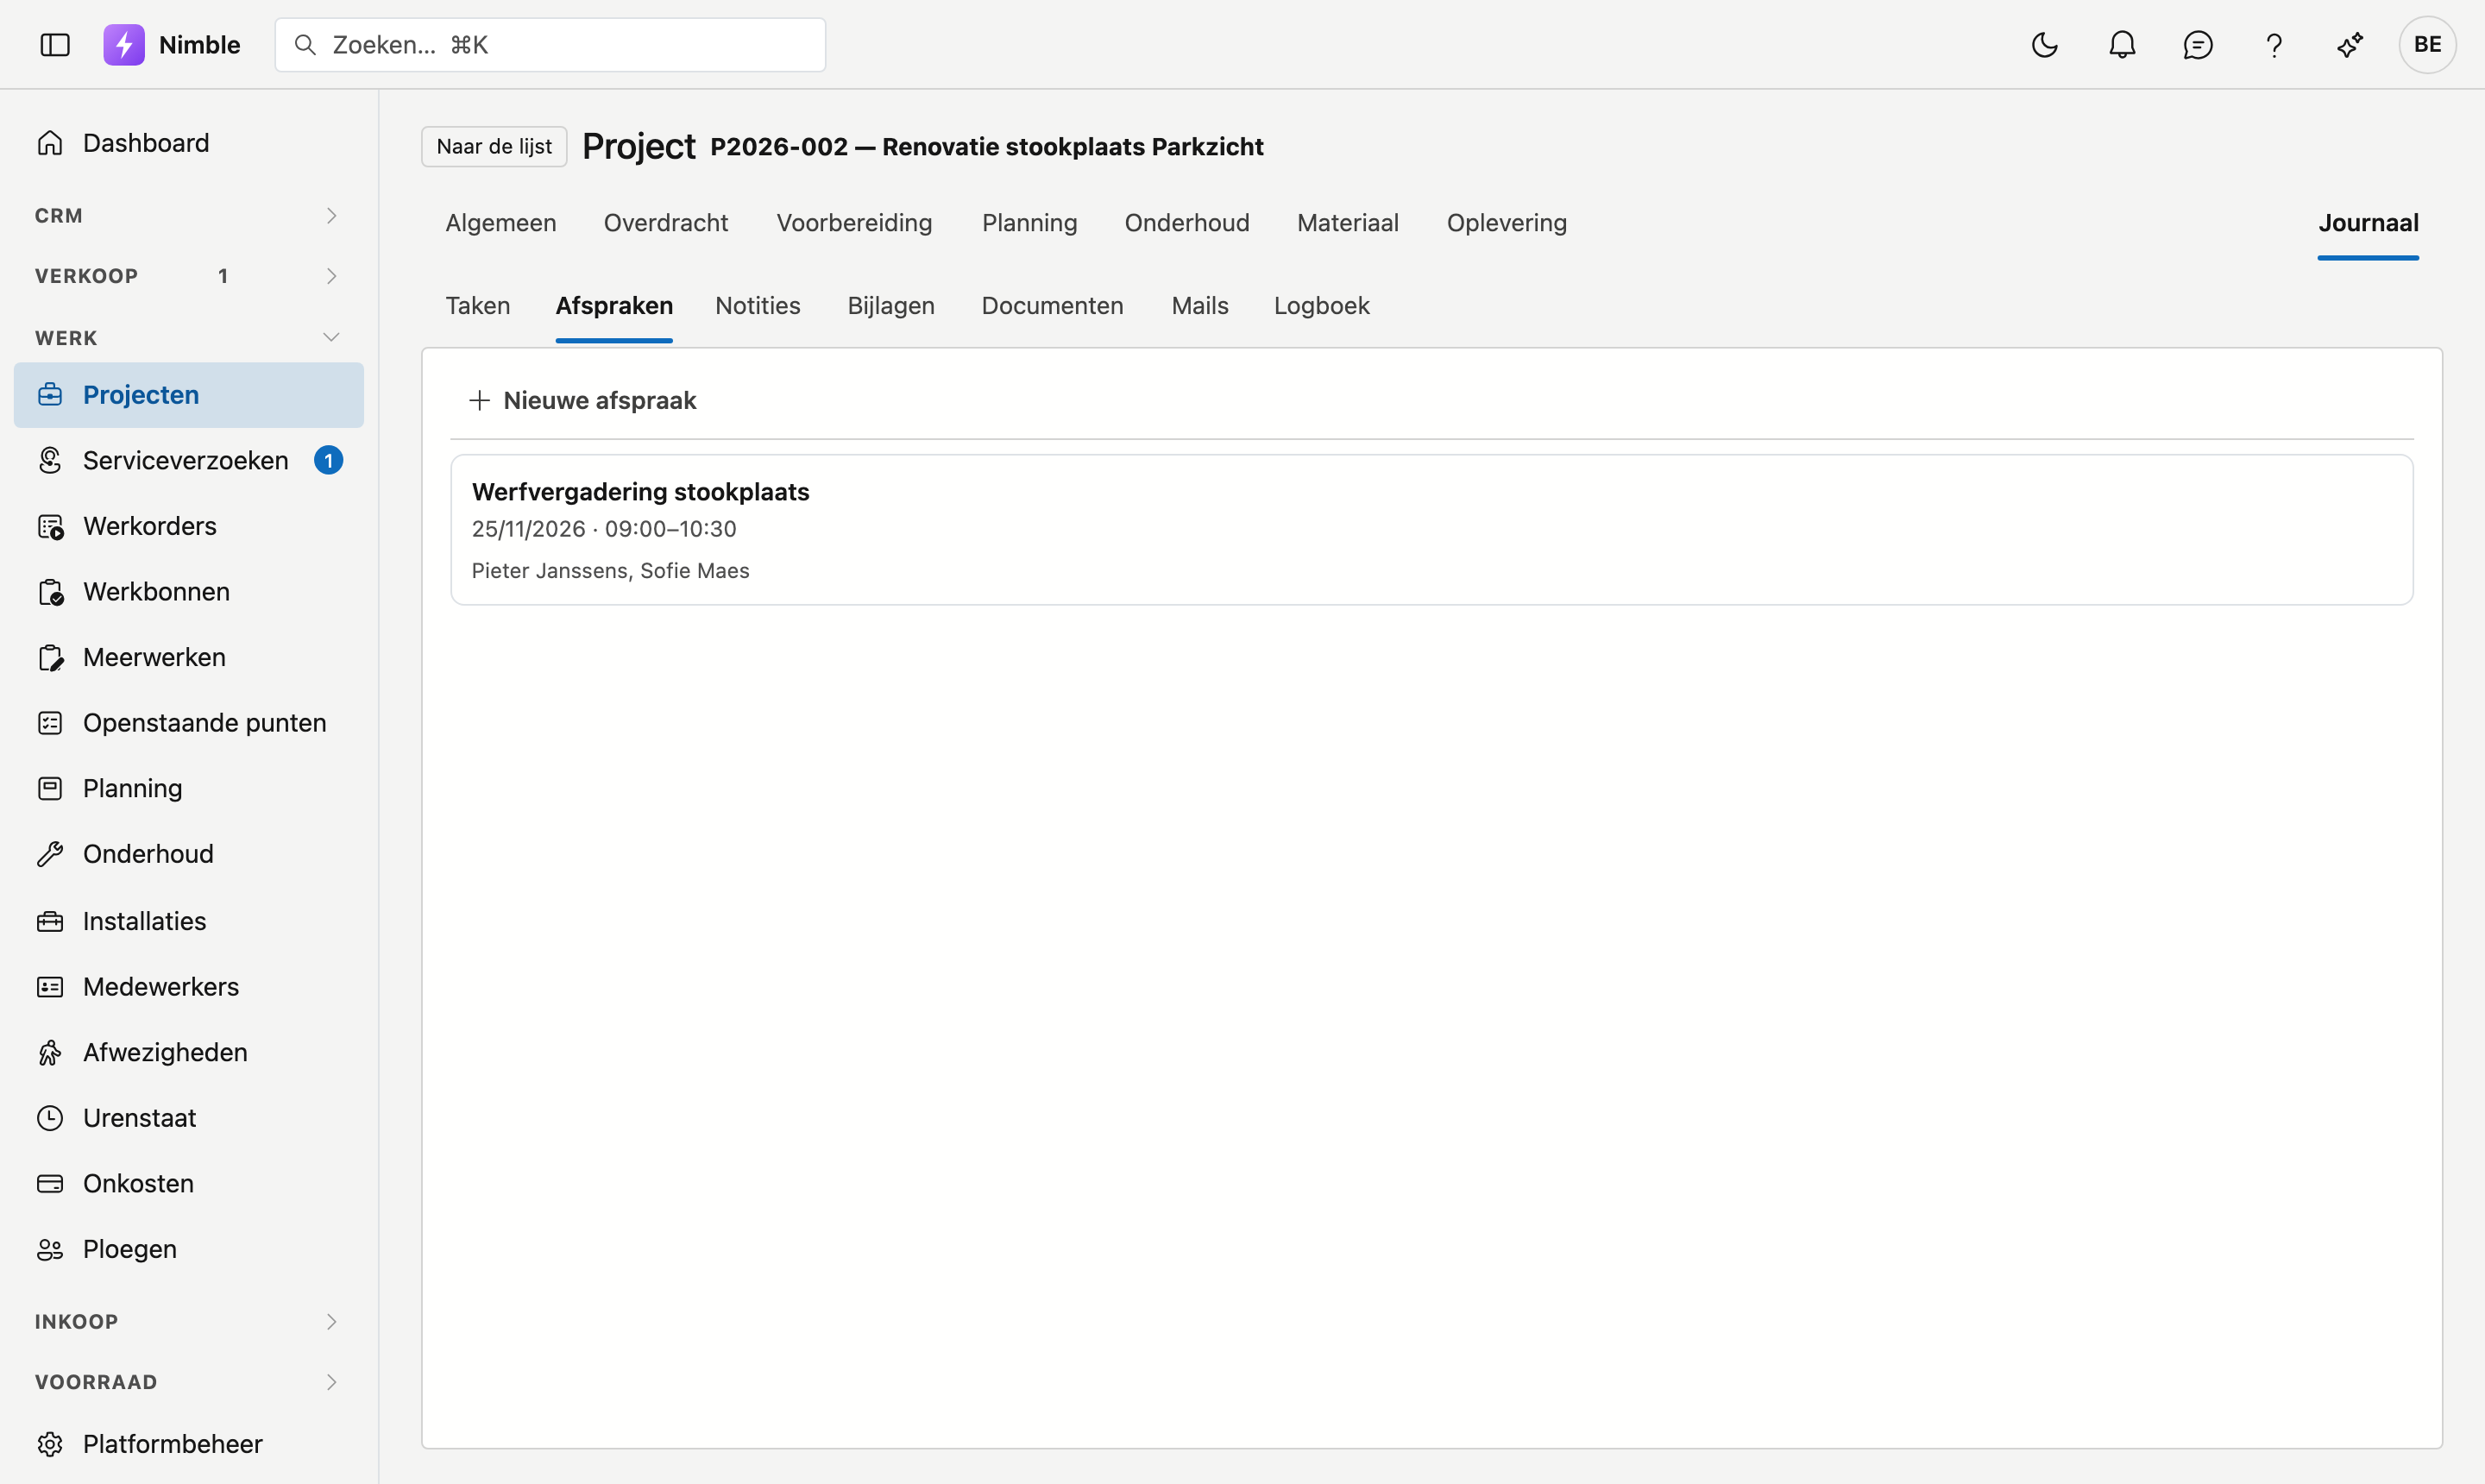 Nimble
Zoeken... ⌘K
BE
Dashboard
CRM
VERKOOP 1
WERK
Projecten
Serviceverzoeken 1
Werkorders
Werkbonnen
Meerwerken
Openstaande punten
Planning
Onderhoud
Installaties
Medewerkers
Afwezigheden
Urenstaat
Onkosten
Ploegen
INKOOP
VOORRAAD
Platformbeheer
Naar de lijst Project P2026-002 — Renovatie stookplaats Parkzicht
Algemeen Overdracht Voorbereiding Planning Onderhoud Materiaal Oplevering Journaal
Taken Afspraken Notities Bijlagen Documenten Mails Logboek
Nieuwe afspraak
Werfvergadering stookplaats
25/11/2026 · 09:00–10:30
Pieter Janssens, Sofie Maes